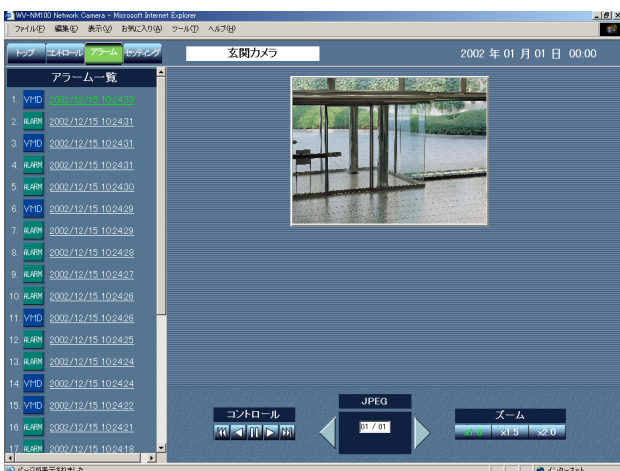 WV-NM100 Network Camera - Microsoft Internet Explorer
ファイル(F) 編集(E) 表示(V) お気に入り(A) ツール(T) ヘルプ(H)
トップ コントロール アラーム セッティング 玄関カメラ 2002 年 01 月 01 日 00:00
アラーム一覧
1. VMD
2. ALARM 2002/12/15 10:24:31
3. VMD 2002/12/15 10:24:31
4. ALARM 2002/12/15 10:24:31
5. ALARM 2002/12/15 10:24:30
6. VMD 2002/12/15 10:24:29
7. ALARM 2002/12/15 10:24:29
8. ALARM 2002/12/15 10:24:28
9. ALARM 2002/12/15 10:24:27
10. ALARM 2002/12/15 10:24:26
11. VMD 2002/12/15 10:24:26
12. ALARM 2002/12/15 10:24:25
13. ALARM 2002/12/15 10:24:24
14. VMD 2002/12/15 10:24:24
15. VMD 2002/12/15 10:24:22
16. ALARM 2002/12/15 10:24:21
17. ALARM 2002/12/15 10:24:18
コントロール
JPEG
01 / 01
ズーム
x1.0 x1.5 x2.0
ページが表示されました
インターネット